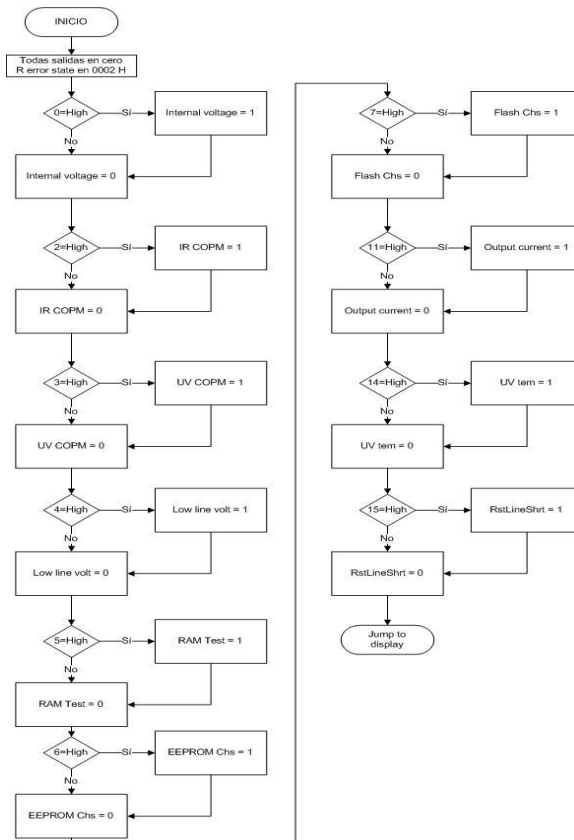 INICIO
Todas salidas en cero
R error state en 0002 H
0=High
Sí
Internal voltage = 1
No
Internal voltage = 0
2=High
Sí
IR COPM = 1
No
IR COPM = 0
3=High
Sí
UV COPM = 1
No
UV COPM = 0
4=High
Sí
Low line volt = 1
No
Low line volt = 0
5=High
Sí
RAM Test = 1
No
RAM Test = 0
6=High
Sí
EEPROM Chs = 1
No
EEPROM Chs = 0
7=High
Sí
Flash Chs = 1
No
Flash Chs = 0
11=High
Sí
Output current = 1
No
Output current = 0
14=High
Sí
UV tem = 1
No
UV tem = 0
15=High
Sí
RstLineShrt = 1
No
RstLineShrt = 0
Jump to
display